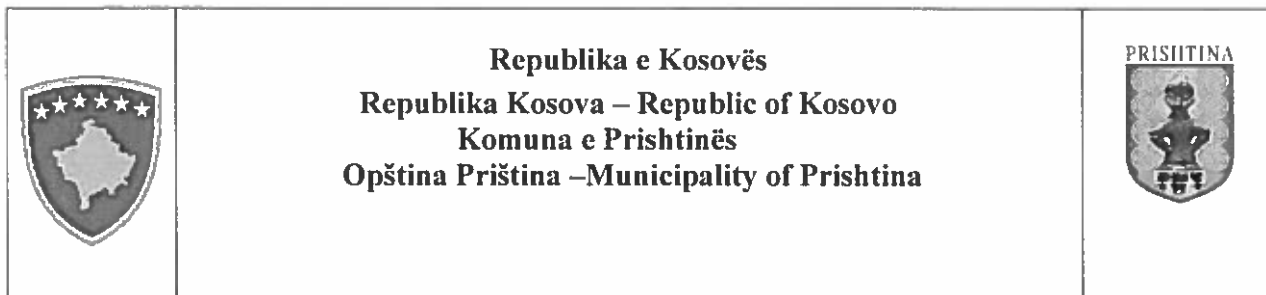 Republika e Kosovës
Republika Kosova – Republic of Kosovo
Komuna e Prishtinës
Opština Priština –Municipality of Prishtina
PRISHTINA